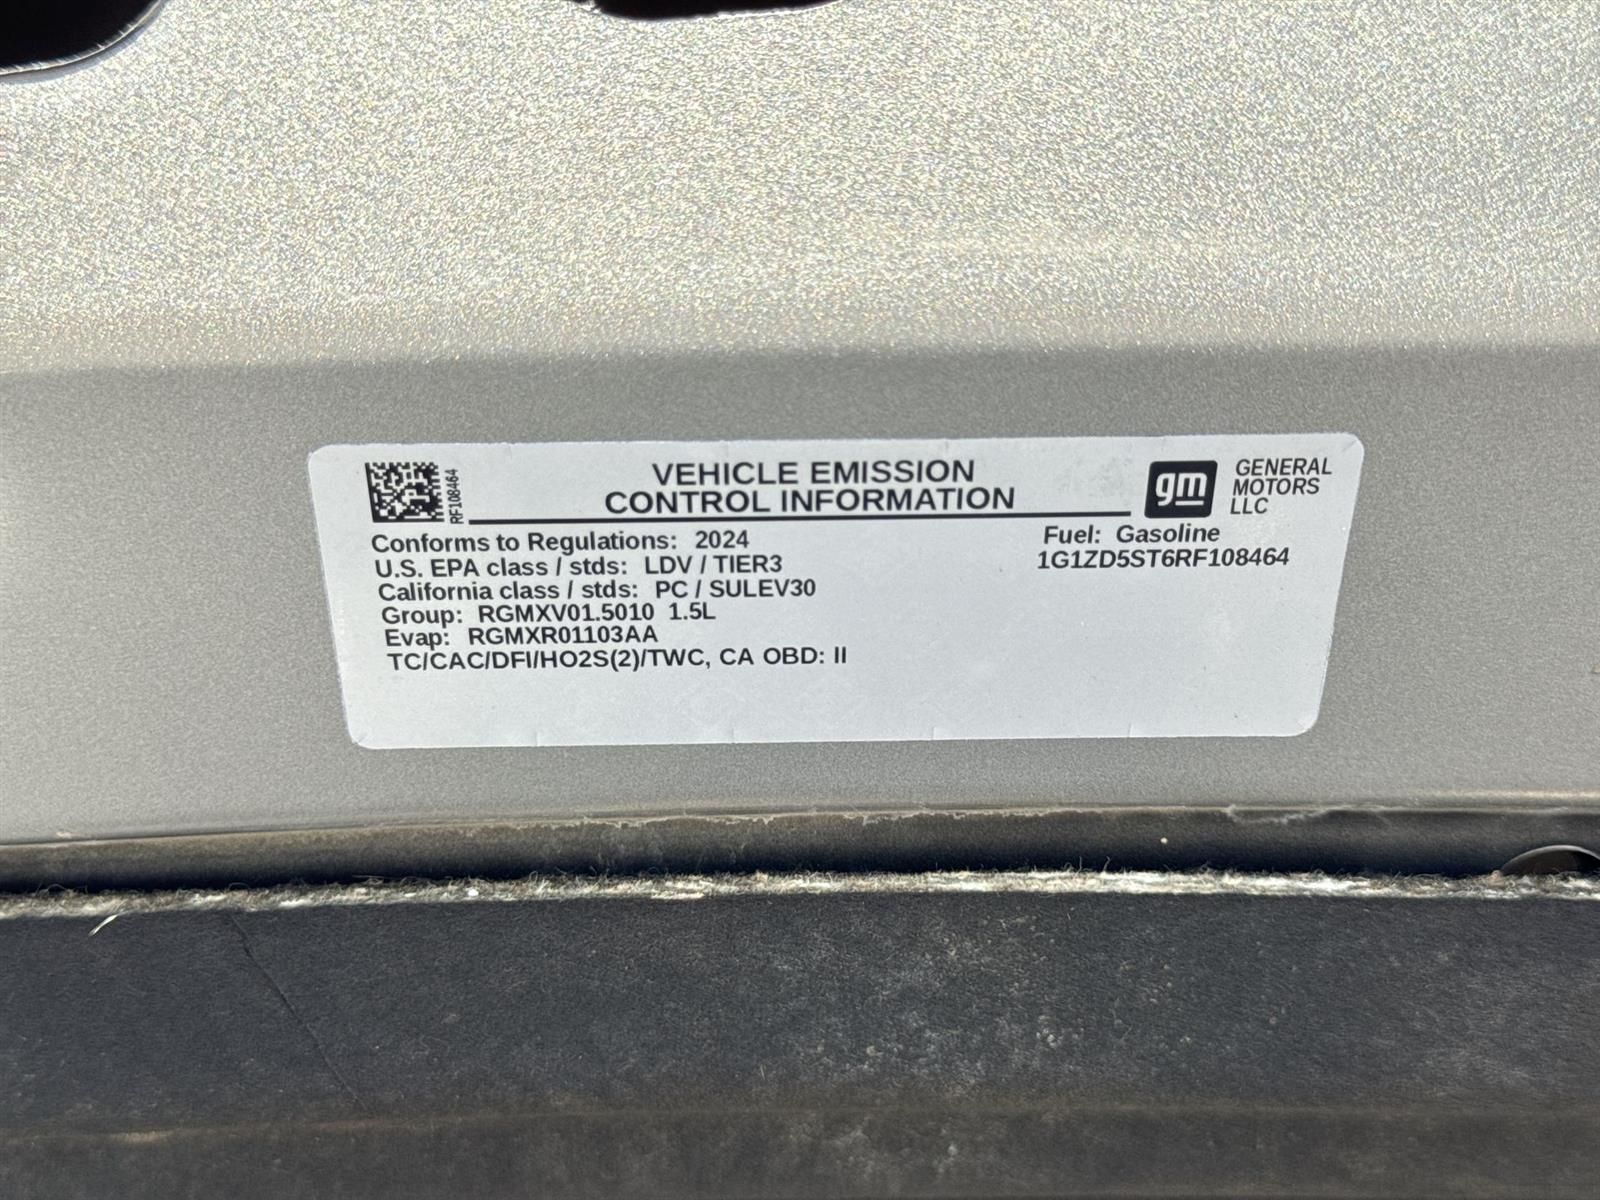 RF108464
VEHICLE EMISSION
CONTROL INFORMATION
gm
GENERAL
MOTORS
LLC
Conforms to Regulations: 2024
U.S. EPA class / stds: LDV / TIER3
California class / stds: PC / SULEV30
Group: RGMXV01.5010 1.5L
Evap: RGMXR01103AA
TC/CAC/DFI/HO2S(2)/TWC, CA OBD: II
Fuel: Gasoline
1G1ZD5ST6RF108464